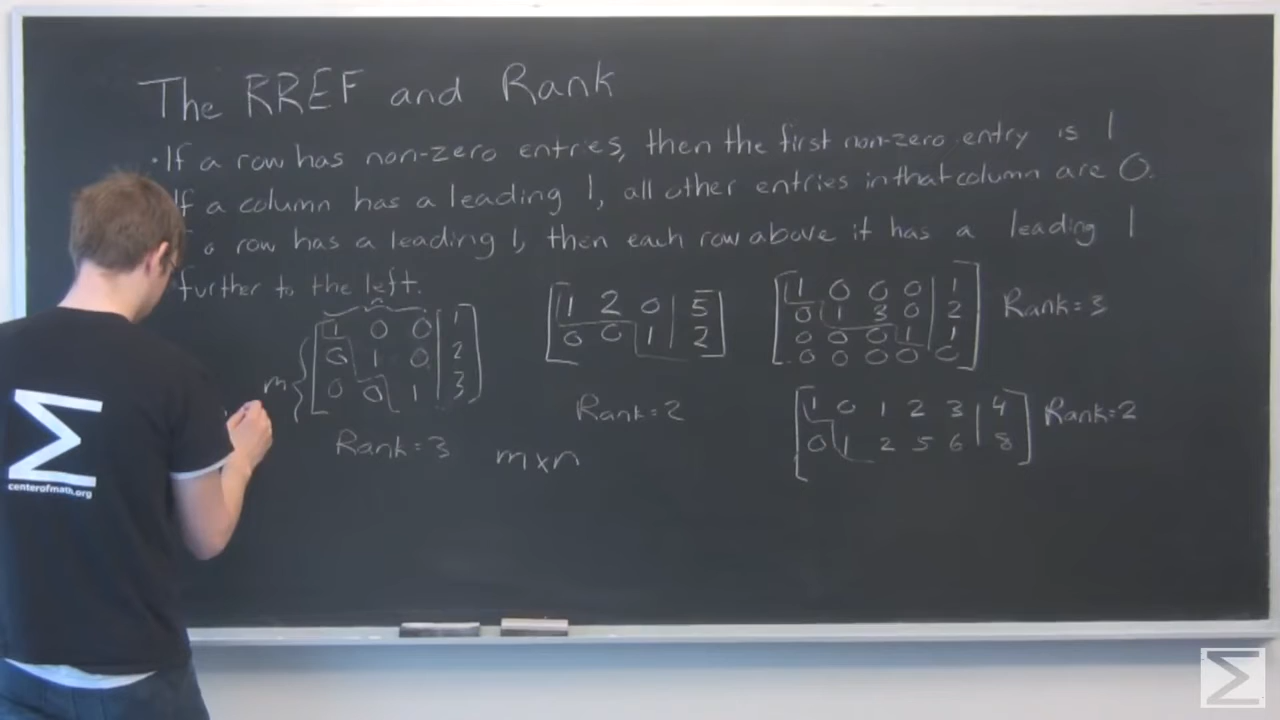 The RREF and Rank
· If a row has non-zero entries, then the first non-zero entry is 1
If a column has a leading 1, all other entries in that column are 0.
a row has a leading 1, then each row above it has a leading 1
further to the left.
m
1 0 0 | 1
0 1 0 | 2
0 0 1 | 3
Rank = 3
1 2 0 | 5
0 0 1 | 2
Rank = 2
m x n
1 0 0 0 | 1
0 1 3 0 | 2
0 0 0 1 | 1
0 0 0 0 0
Rank = 3
1 0 1 2 3 | 4
0 1 2 5 6 | 8
Rank = 2
centerofmath.org